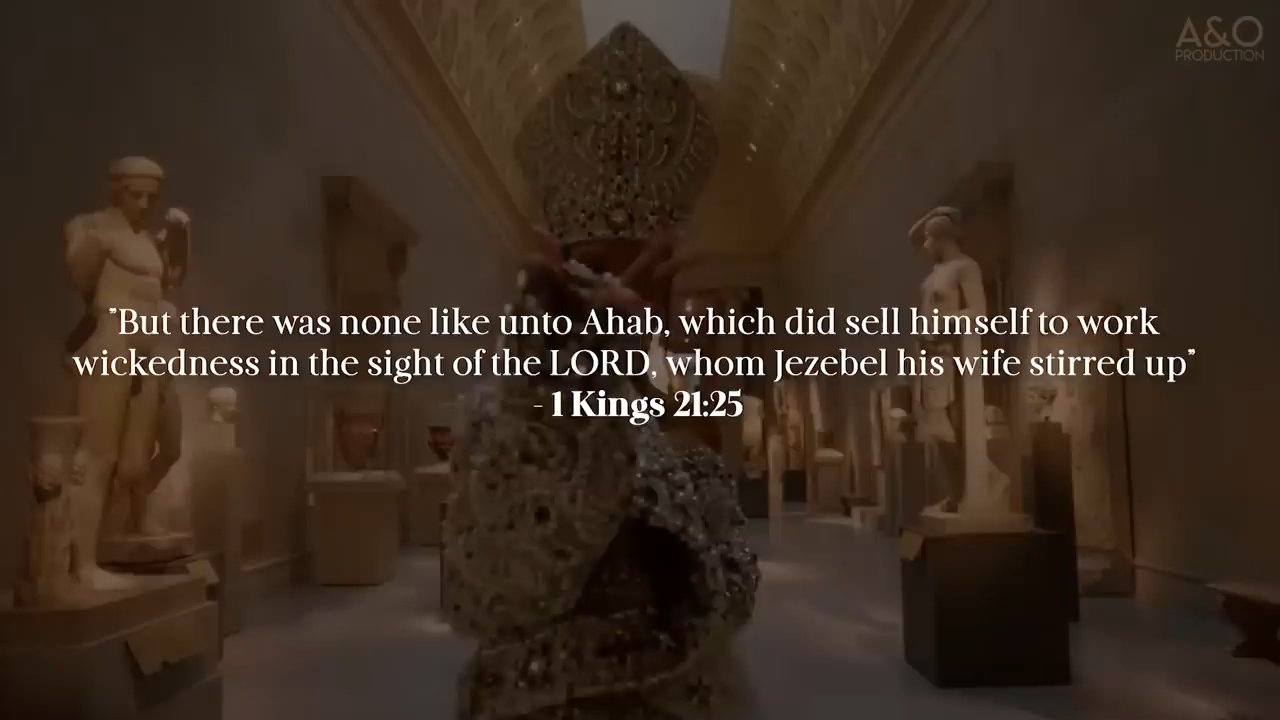 A&O
PRODUCTION
"But there was none like unto Ahab, which did sell himself to work
wickedness in the sight of the LORD, whom Jezebel his wife stirred up"
- 1 Kings 21:25